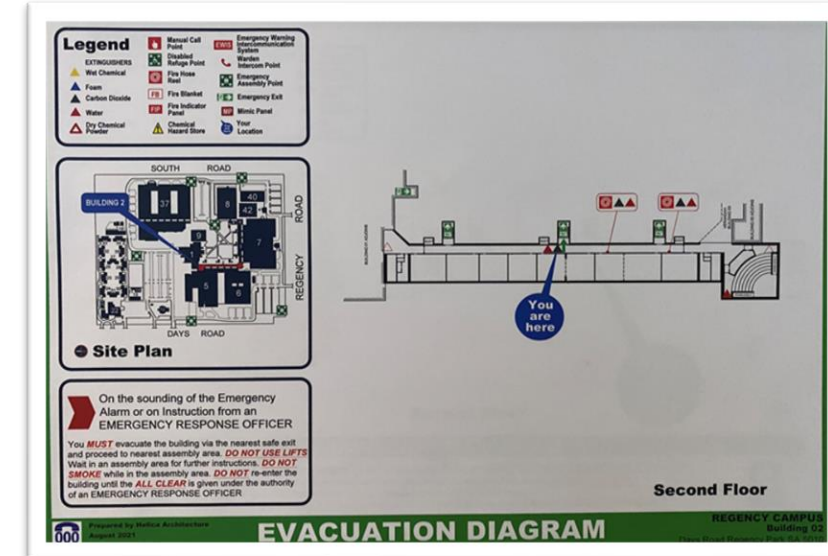 Legend
EXTINGUISHERS
Wet Chemical
Foam
Carbon Dioxide
Water
Dry Chemical
Powder
Manual Call
Point
Disabled
Refuge Point
Fire Hose
Reel
FB Fire Blanket
FIP Fire Indicator
Panel
Chemical
Hazard Store
EWIS Emergency Warning
Intercommunication
System
Warden
Intercom Point
Emergency
Assembly Point
Emergency Exit
MP Mimic Panel
Your
Location
SOUTH ROAD
BUILDING 2
37
8
40
42
9
7
5
6
ROAD
REGENCY
DAYS ROAD
Site Plan
You
are
here
On the sounding of the Emergency
Alarm or on Instruction from an
EMERGENCY RESPONSE OFFICER
You MUST evacuate the building via the nearest safe exit
and proceed to nearest assembly area. DO NOT USE LIFTS
Wait in an assembly area for further instructions. DO NOT
SMOKE while in the assembly area. DO NOT re-enter the
building until the ALL CLEAR is given under the authority
of an EMERGENCY RESPONSE OFFICER
Second Floor
000
Prepared by Helica Architecture
August 2021
EVACUATION DIAGRAM
REGENCY CAMPUS
Building 02
Days Road Regency Park SA 5010